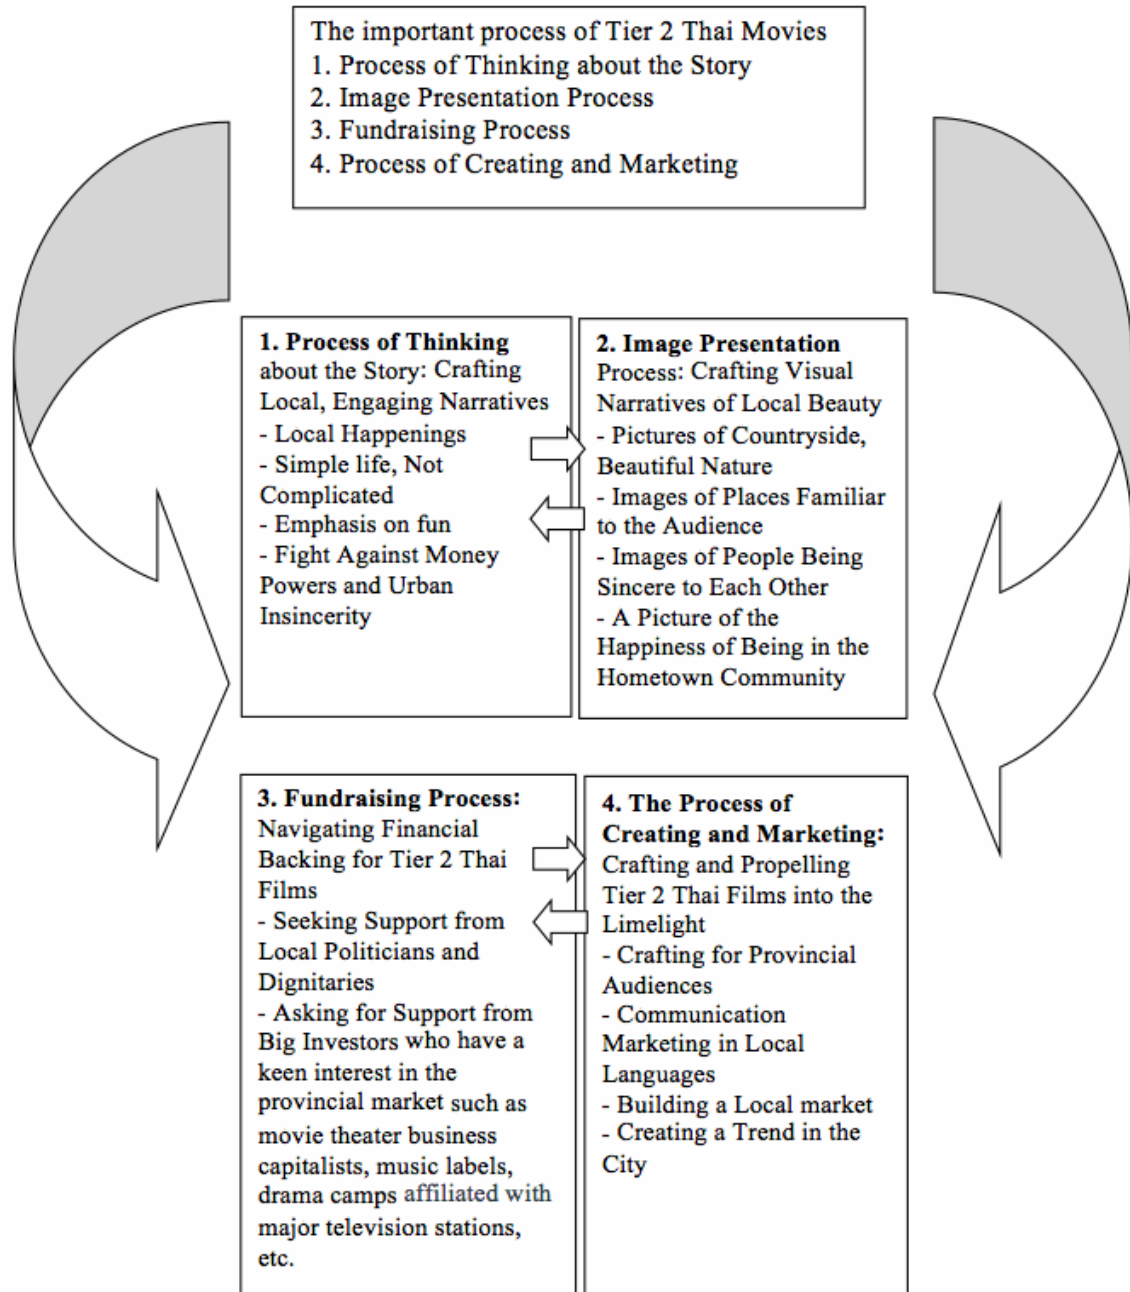 The important process of Tier 2 Thai Movies
1. Process of Thinking about the Story
2. Image Presentation Process
3. Fundraising Process
4. Process of Creating and Marketing
1. Process of Thinking
about the Story: Crafting
Local, Engaging Narratives
- Local Happenings
- Simple life, Not
Complicated
- Emphasis on fun
- Fight Against Money
Powers and Urban
Insincerity
2. Image Presentation
Process: Crafting Visual
Narratives of Local Beauty
- Pictures of Countryside,
Beautiful Nature
- Images of Places Familiar
to the Audience
- Images of People Being
Sincere to Each Other
- A Picture of the
Happiness of Being in the
Hometown Community
3. Fundraising Process:
Navigating Financial
Backing for Tier 2 Thai
Films
- Seeking Support from
Local Politicians and
Dignitaries
- Asking for Support from
Big Investors who have a
keen interest in the
provincial market such as
movie theater business
capitalists, music labels,
drama camps affiliated with
major television stations,
etc.
4. The Process of
Creating and Marketing:
Crafting and Propelling
Tier 2 Thai Films into the
Limelight
- Crafting for Provincial
Audiences
- Communication
Marketing in Local
Languages
- Building a Local market
- Creating a Trend in the
City